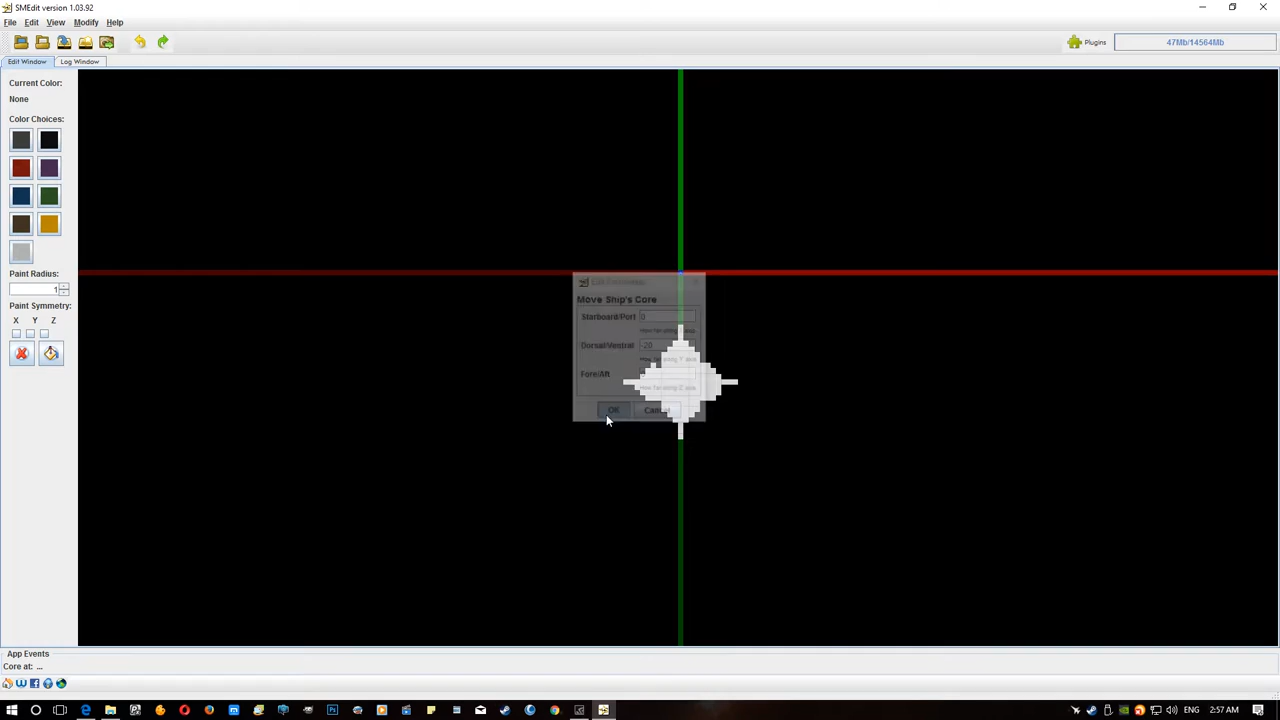 SMEdit version 1.03.92
File Edit View Modify Help
Plugins 47Mb/14564Mb
Edit Window Log Window
Current Color:
None
Color Choices:
Paint Radius:
1
Paint Symmetry:
X Y Z
Move Ship's Core
Starboard/Port 0
Dorsal/Ventral -20
Fore/Aft
OK Cancel
App Events
Core at: ...
2:57 AM